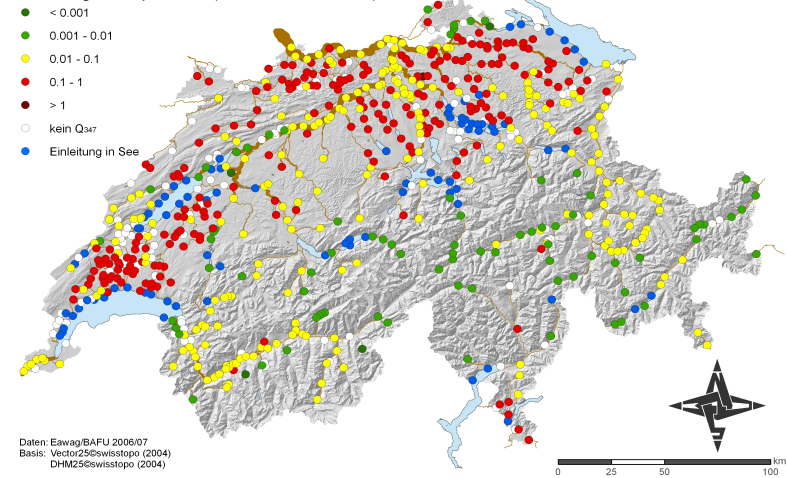 < 0.001
0.001 - 0.01
0.01 - 0.1
0.1 - 1
> 1
kein Q347
Einleitung in See
Daten: Eawag/BAFU 2006/07
Basis: Vector25©swisstopo (2004)
DHM25©swisstopo (2004)
km
0 25 50 100